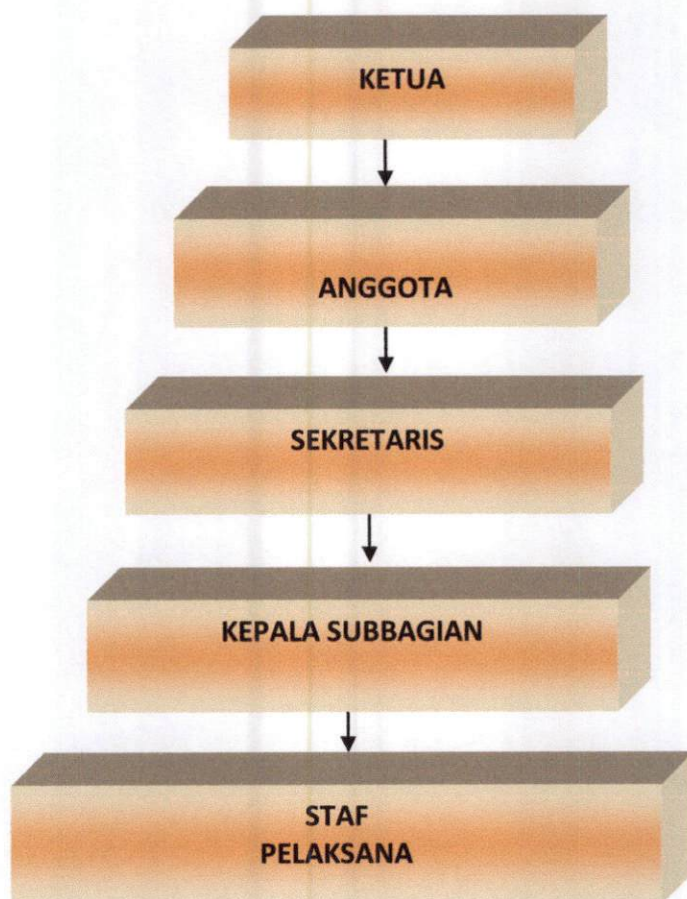 KETUA
ANGGOTA
SEKRETARIS
KEPALA SUBBAGIAN
STAF
PELAKSANA